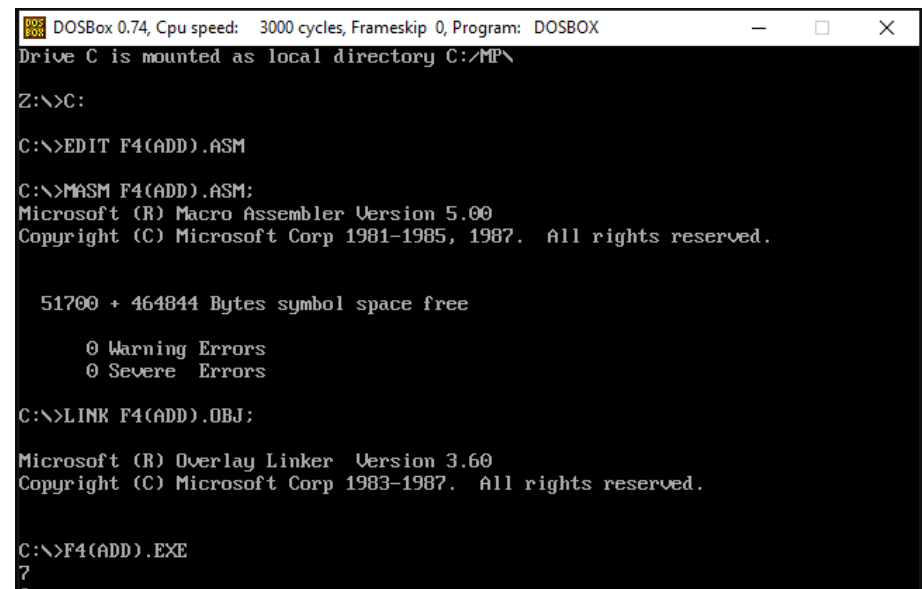 DOSBox 0.74, Cpu speed: 3000 cycles, Frameskip 0, Program: DOSBOX
Drive C is mounted as local directory C:/MP\
Z:\>C:
C:\>EDIT F4(ADD).ASM
C:\>MASM F4(ADD).ASM;
Microsoft (R) Macro Assembler Version 5.00
Copyright (C) Microsoft Corp 1981-1985, 1987.  All rights reserved.
51700 + 464844 Bytes symbol space free
0 Warning Errors
0 Severe  Errors
C:\>LINK F4(ADD).OBJ;
Microsoft (R) Overlay Linker  Version 3.60
Copyright (C) Microsoft Corp 1983-1987.  All rights reserved.
C:\>F4(ADD).EXE
7